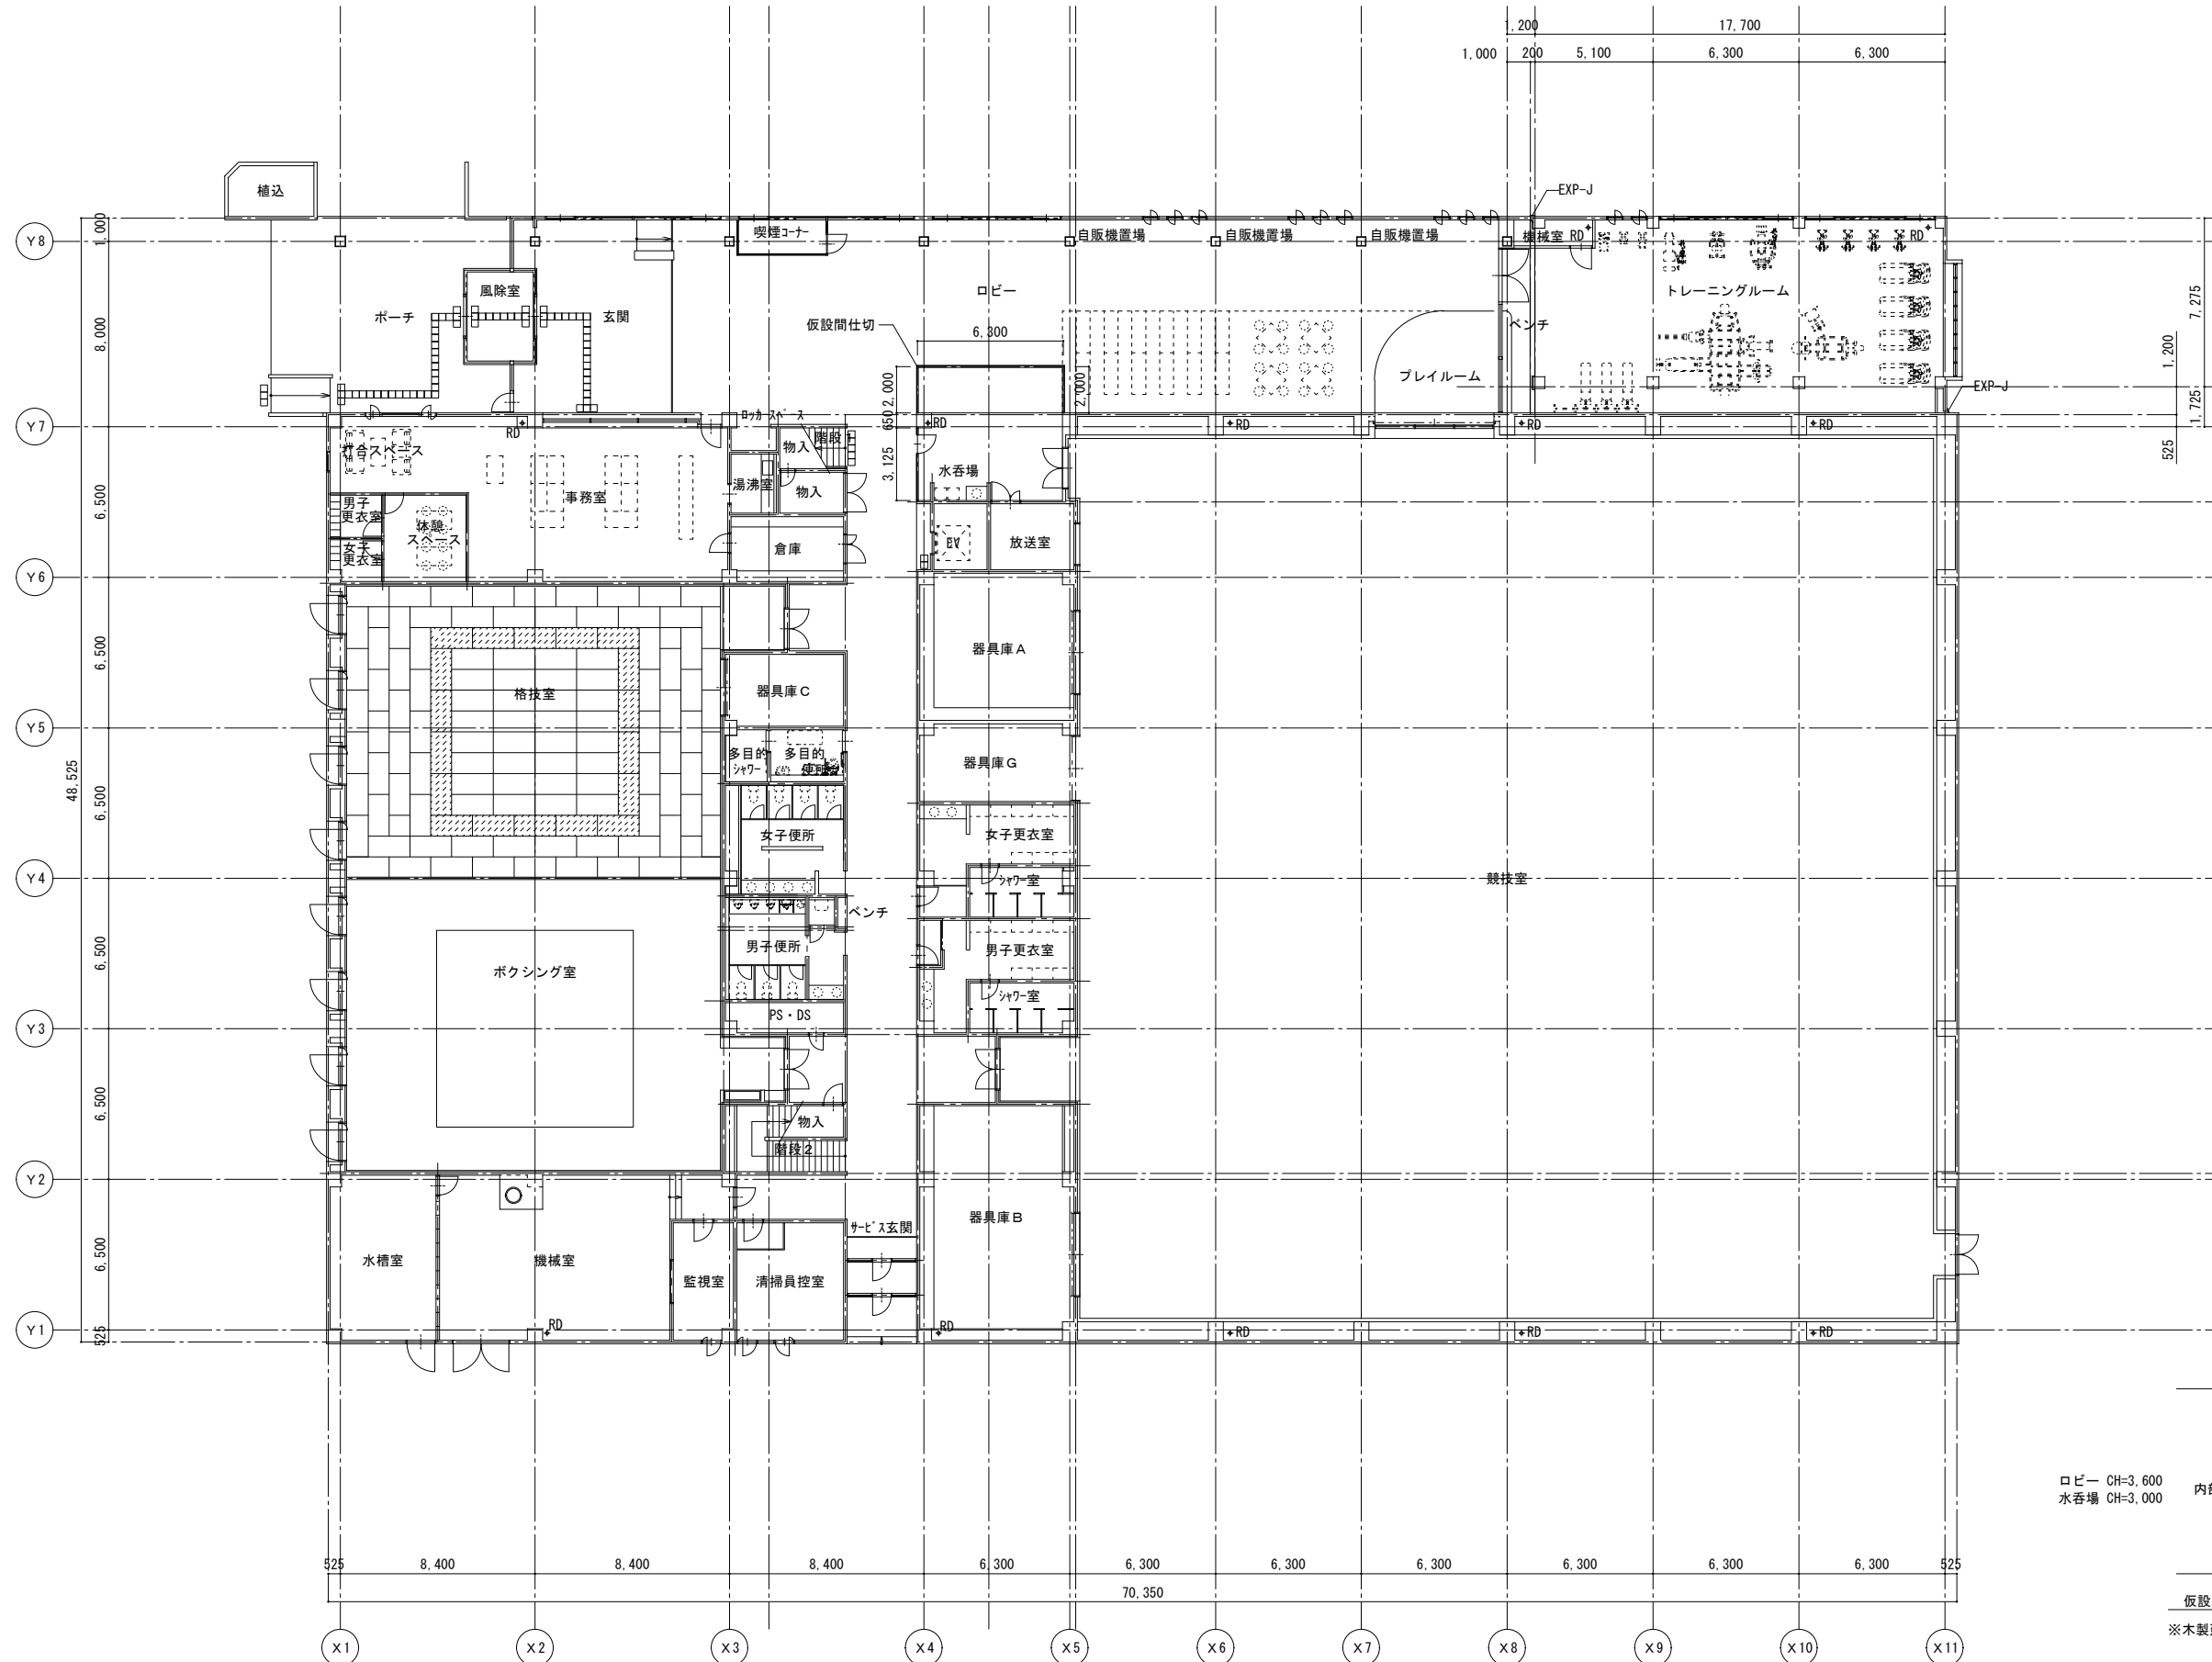 1,200
17,700
1,000
200
5,100
6,300
6,300
EXP-J
植込
Y8
1,000
喫煙ｺｰﾅｰ
自販機置場
自販機置場
自販機置場
機械室
RD
RD
風除室
ロビー
トレーニングルーム
ポーチ
玄関
仮設間仕切
ベンチ
7,275
8,000
6,300
1,200
2,000
2,000
プレイルーム
EXP-J
1,725
Y7
RD
ﾛｯｶｰｽﾍﾟｰｽ
650
RD
RD
RD
RD
階段1
物入
打合スペース
525
3,125
水呑場
湯沸室
物入
事務室
6,500
男子
更衣室
休憩
スペース
女子
更衣室
倉庫
EV
放送室
Y6
6,500
器具庫A
格技室
器具庫C
Y5
48,525
多目的
ｼｬﾜｰ
多目的
便所
器具庫G
6,500
女子便所
女子更衣室
Y4
ｼｬﾜｰ室
競技室
ベンチ
6,500
男子便所
男子更衣室
ボクシング室
ｼｬﾜｰ室
PS・DS
Y3
6,500
物入
階段2
Y2
器具庫B
ｻｰﾋﾞｽ玄関
6,500
水槽室
機械室
監視室
清掃員控室
Y1
525
RD
RD
RD
RD
RD
ロビー CH=3,600
水呑場 CH=3,000
内部
525
8,400
8,400
8,400
6,300
6,300
6,300
6,300
6,300
6,300
6,300
525
70,350
仮設
※木製
X1
X2
X3
X4
X5
X6
X7
X8
X9
X10
X11